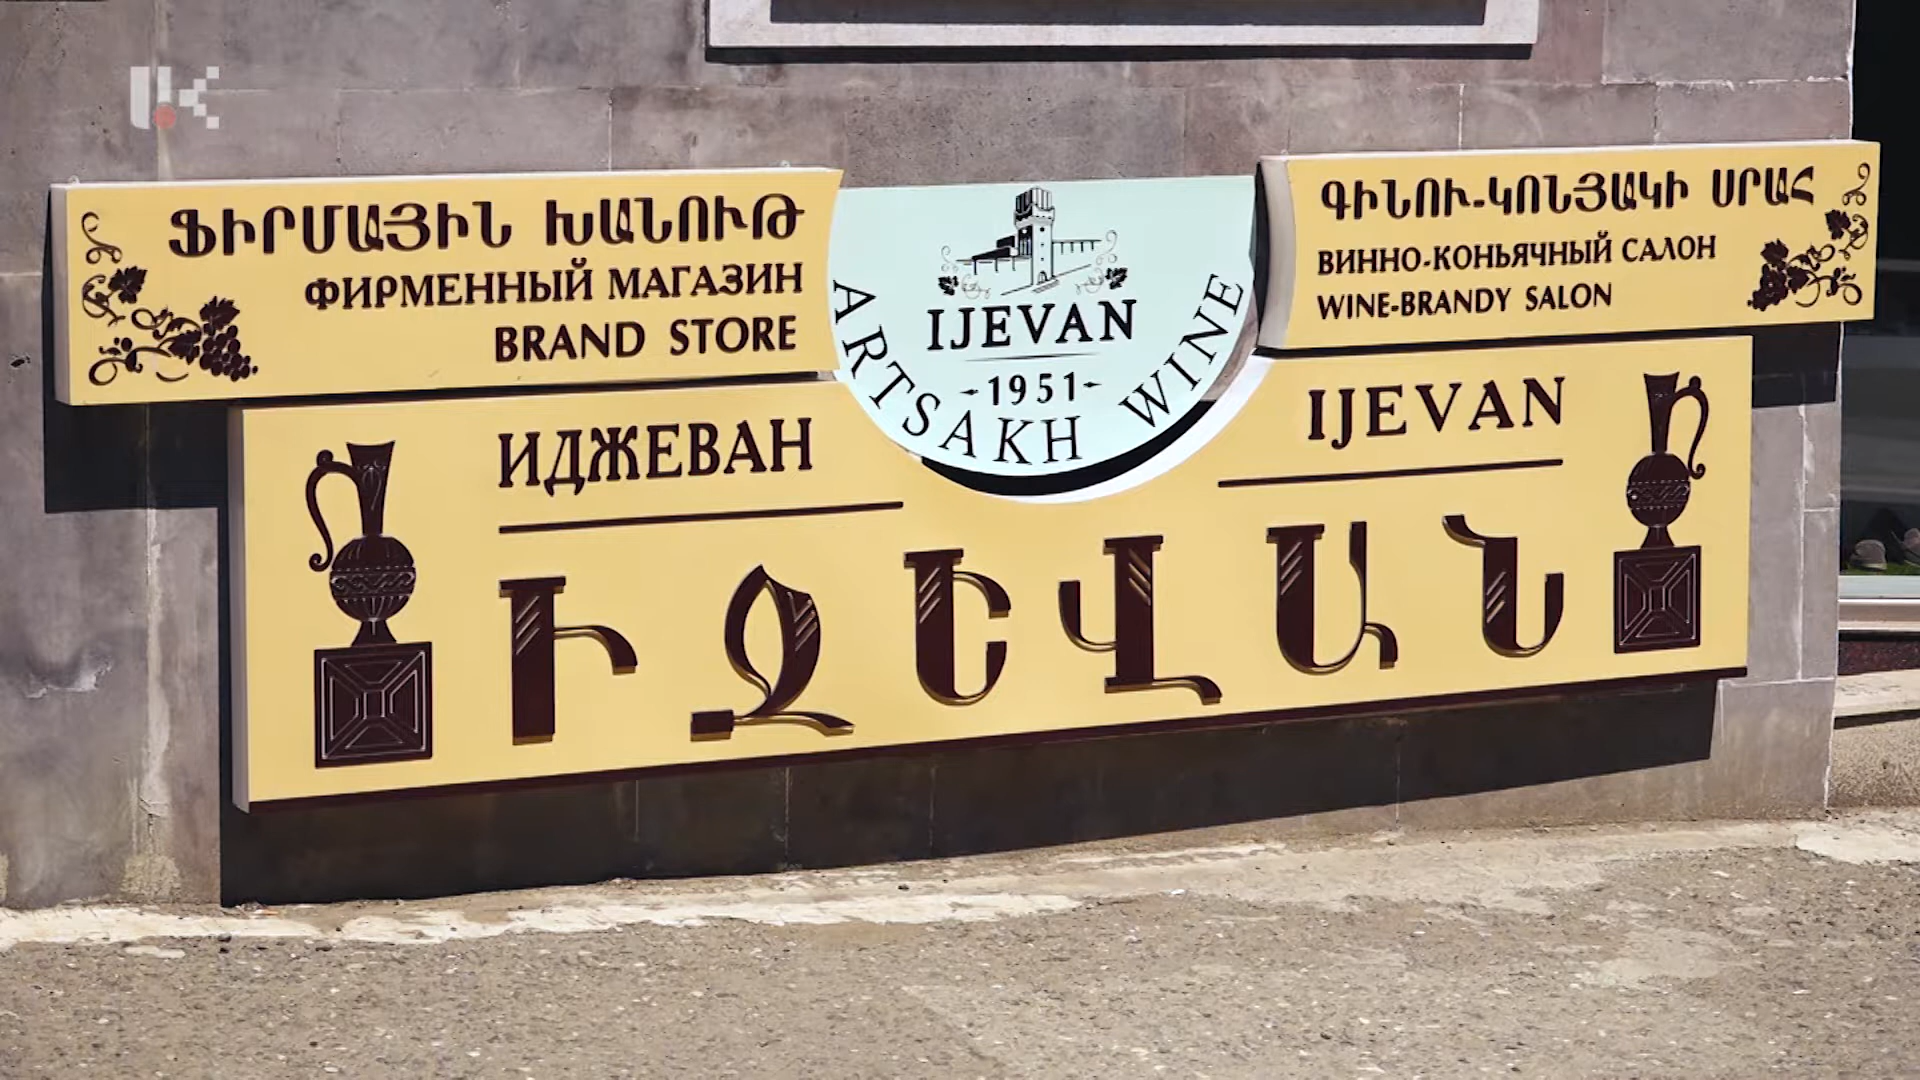 ՖԻՐՄԱՅԻՆ ԽԱՆՈՒԹ
ФИРМЕННЫЙ МАГАЗИН
BRAND STORE
IJEVAN
1951
ARTSAKH WINE
ԳԻՆՈՒ-ԿՈՆՅԱԿԻ ՍՐԱՀ
ВИННО-КОНЬЯЧНЫЙ САЛОН
WINE-BRANDY SALON
ИДЖЕВАН
IJEVAN
ԻՋԵՎԱՆ